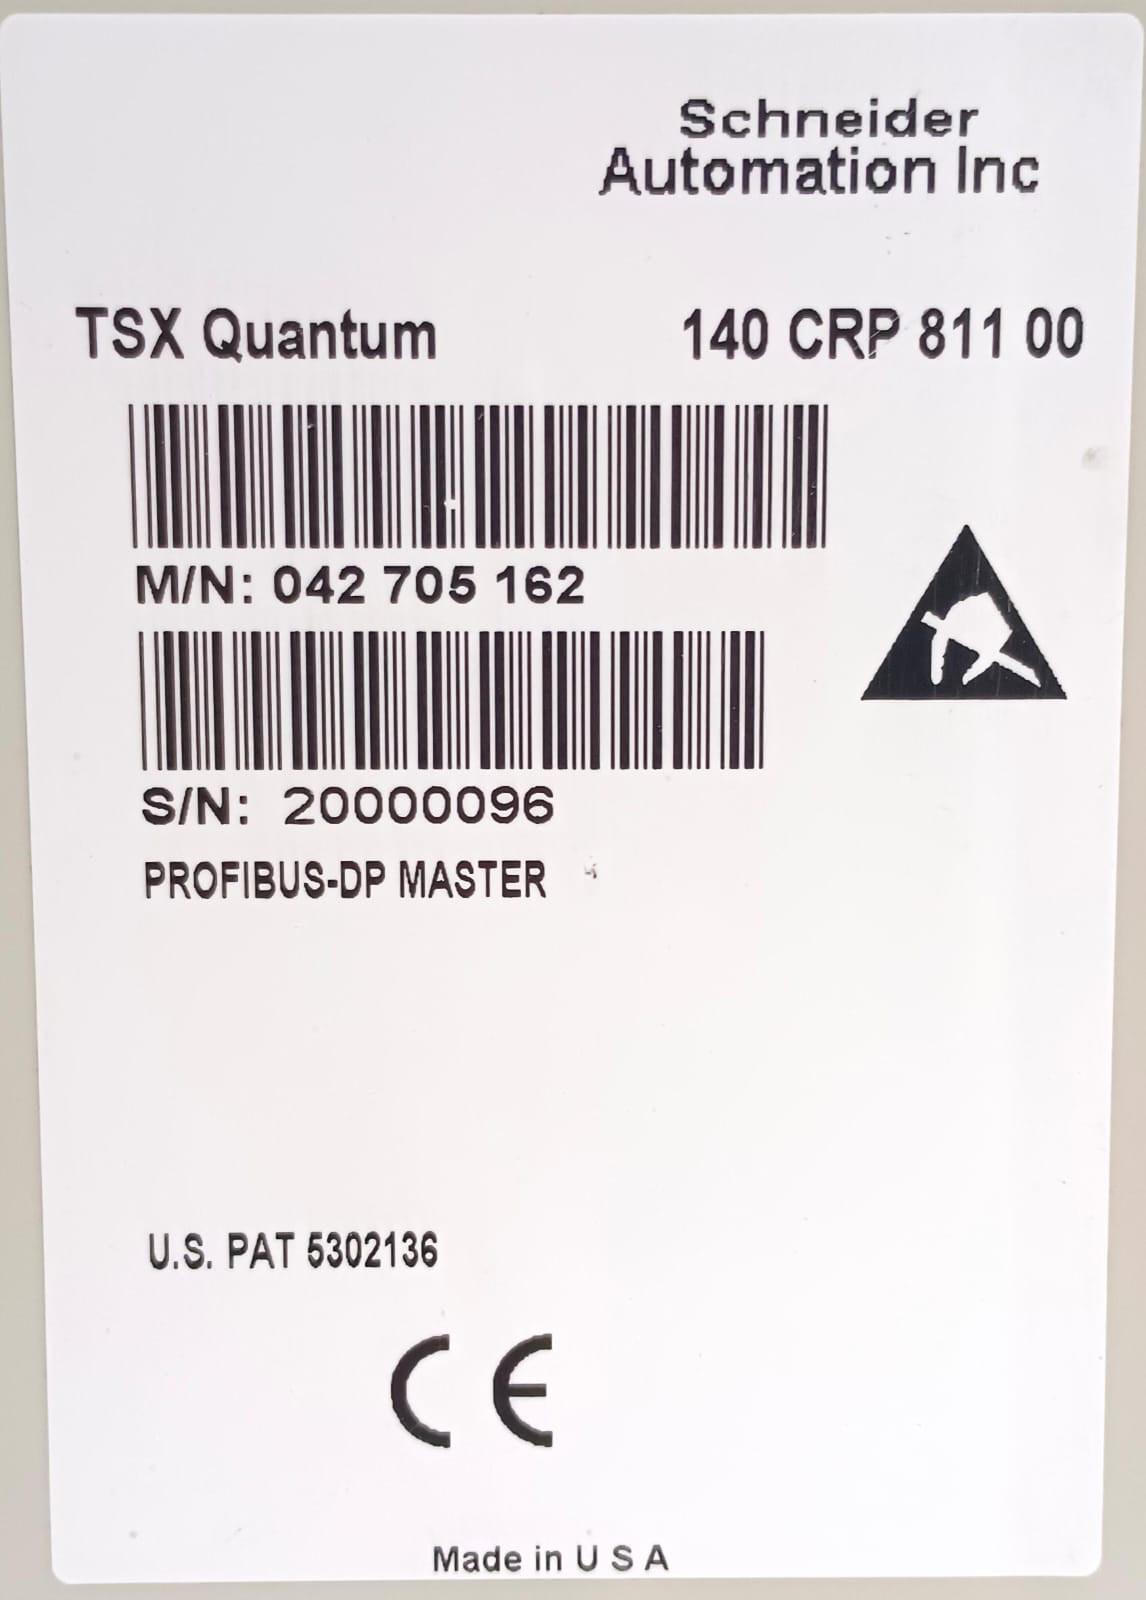 Schneider
Automation Inc
TSX Quantum 140 CRP 811 00
M/N: 042 705 162
S/N: 20000096
PROFIBUS-DP MASTER
U.S. PAT 5302136
CE
Made in U S A